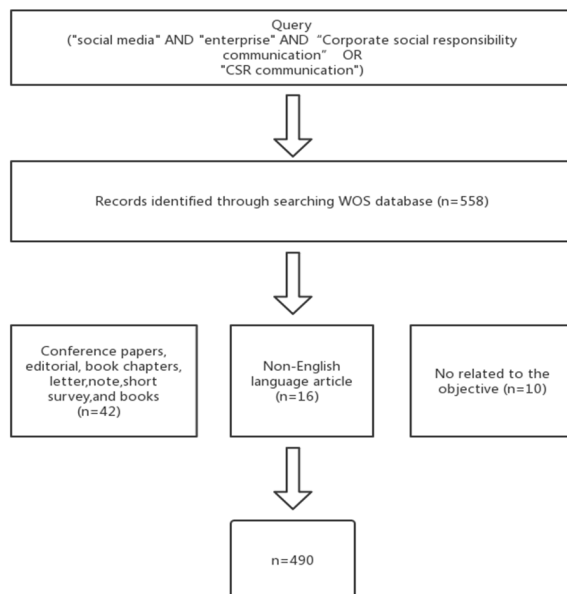 Query
("social media" AND "enterprise" AND “Corporate social responsibility
communication” OR
"CSR communication")
Records identified through searching WOS database (n=558)
Conference papers,
editorial, book chapters,
letter,note,short
survey,and books
(n=42)
Non-English
language article
(n=16)
No related to the
objective (n=10)
n=490